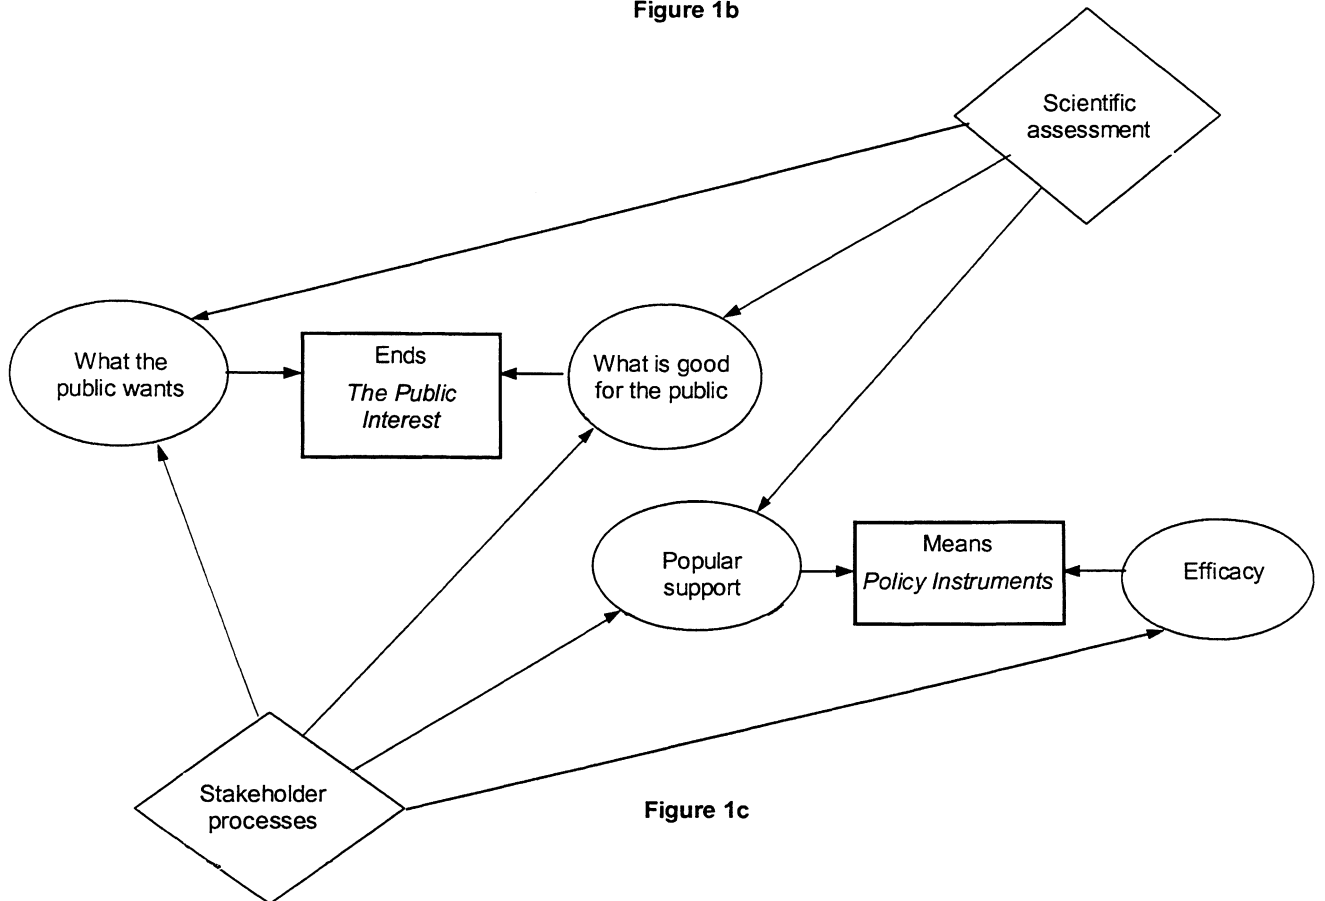 Figure 1b
Scientific
assessment
What the
public wants
Ends
The Public
Interest
What is good
for the public
Popular
support
Means
Policy Instruments
Efficacy
Stakeholder
processes
Figure 1c